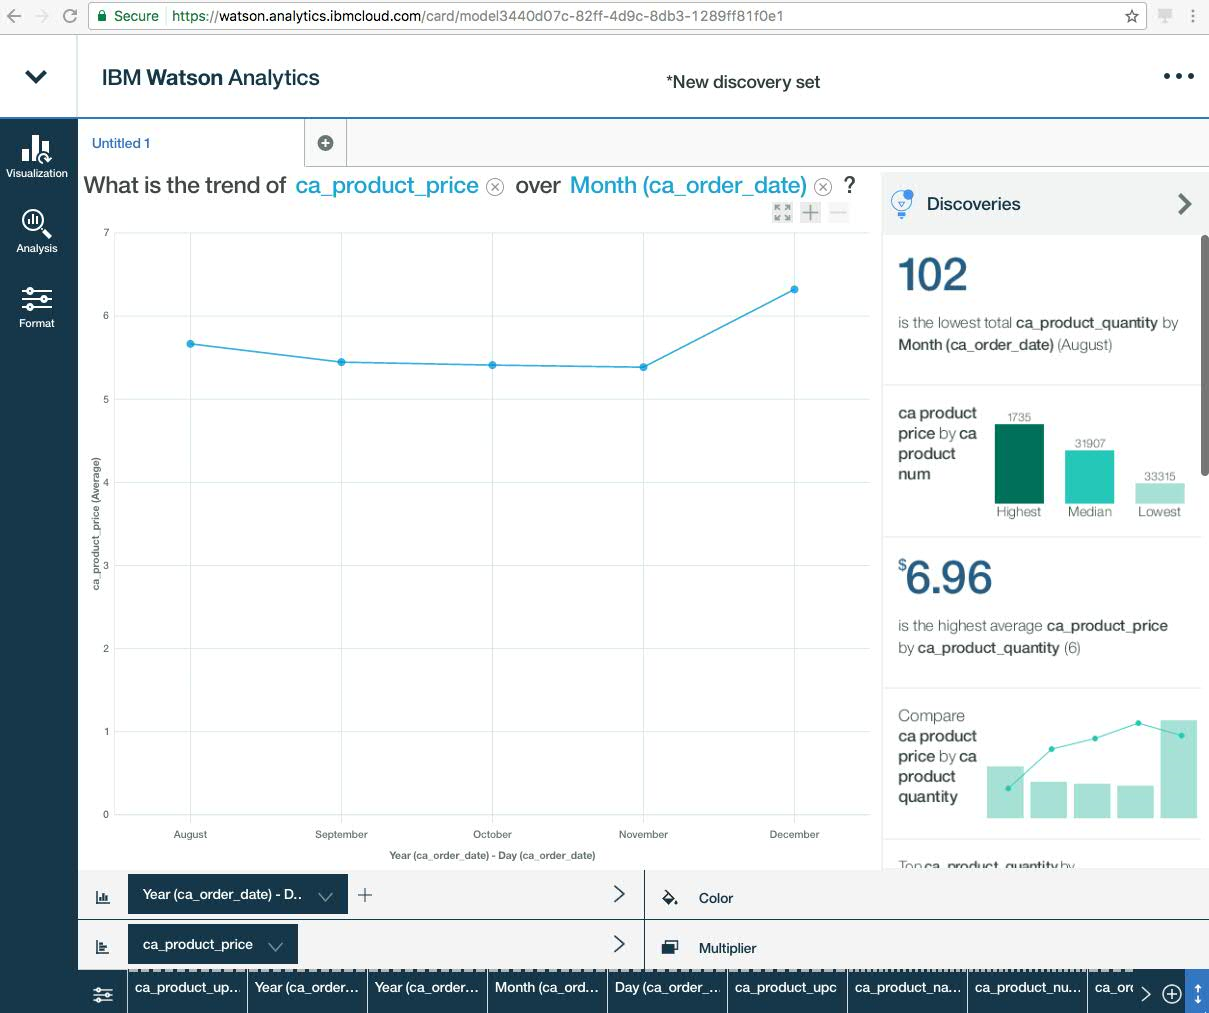 Secure
https://watson.analytics.ibmcloud.com/card/model3440d07c-82ff-4d9c-8db3-1289ff81f0e1
IBM Watson Analytics
*New discovery set
Visualization
Analysis
Format
Untitled 1
What is the trend of ca_product_price over Month (ca_order_date) ?
7
6
5
4
3
2
1
0
ca_product_price (Average)
August September October November December
Year (ca_order_date) - Day (ca_order_date)
Discoveries
102
is the lowest total ca_product_quantity by
Month (ca_order_date) (August)
ca product
price by ca
product
num
1735
31907
33315
Highest Median Lowest
$6.96
is the highest average ca_product_price
by ca_product_quantity (6)
Compare
ca product
price by ca
product
quantity
Top ca_product_quantity by
Year (ca_order_date) - D..
Color
ca_product_price
Multiplier
ca_product_up... Year (ca_order... Year (ca_order... Month (ca_ord... Day (ca_order_... ca_product_upc ca_product_na... ca_product_nu... ca_or